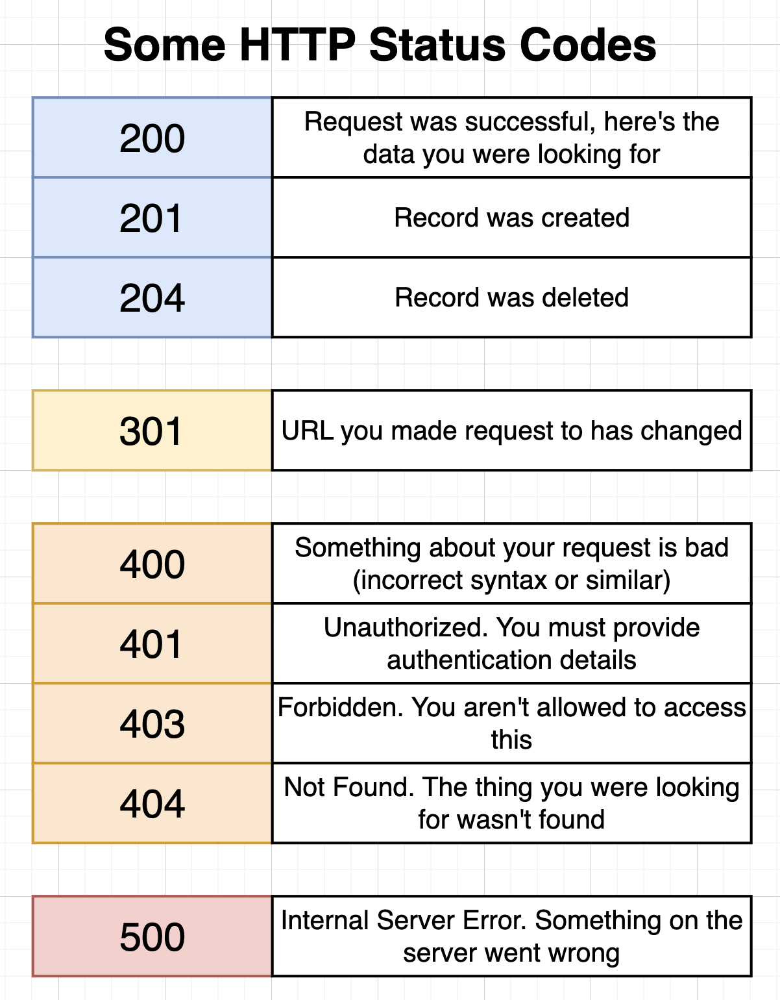 Some HTTP Status Codes
200
Request was successful, here's the
data you were looking for
201
Record was created
204
Record was deleted
301
URL you made request to has changed
400
Something about your request is bad
(incorrect syntax or similar)
401
Unauthorized. You must provide
authentication details
403
Forbidden. You aren't allowed to access
this
404
Not Found. The thing you were looking
for wasn't found
500
Internal Server Error. Something on the
server went wrong